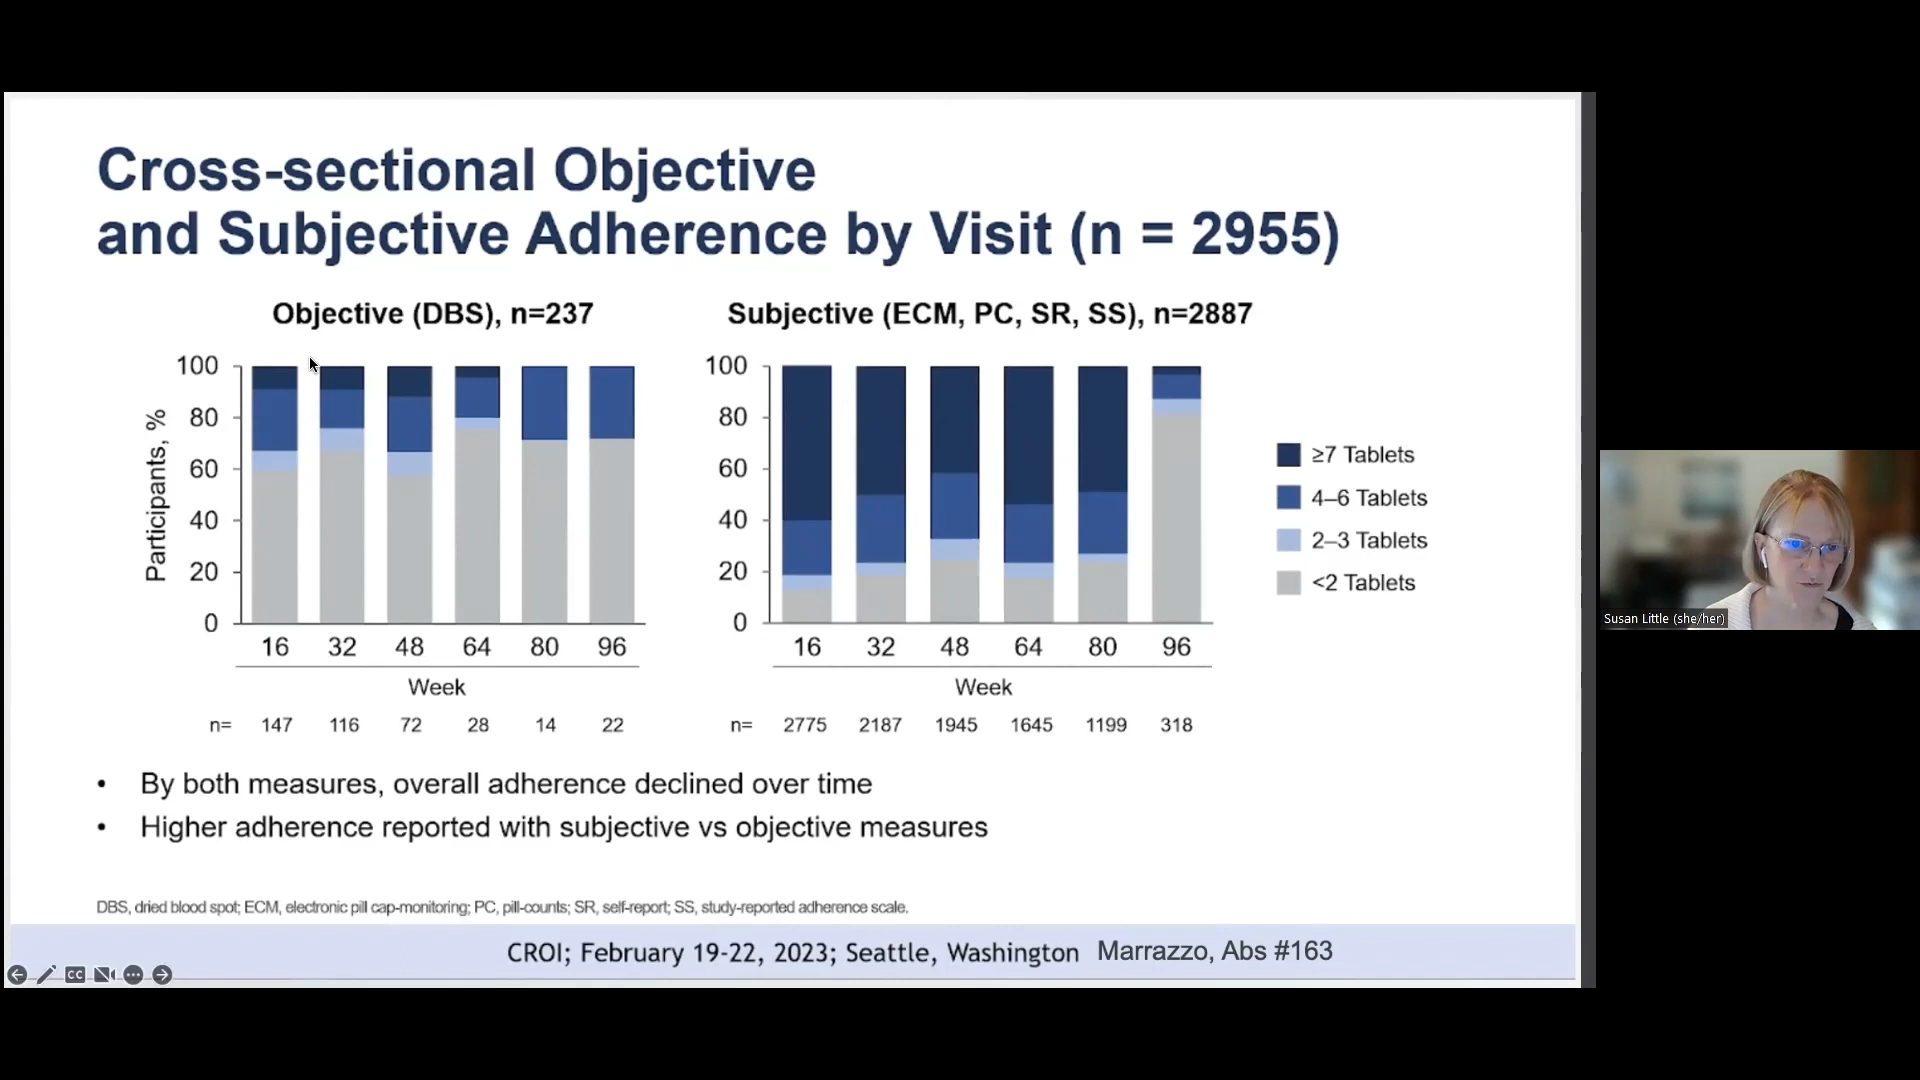 Cross-sectional Objective
and Subjective Adherence by Visit (n = 2955)
Objective (DBS), n=237
Participants, %
100
80
60
40
20
0
16 32 48 64 80 96
Week
n= 147 116 72 28 14 22
Subjective (ECM, PC, SR, SS), n=2887
100
80
60
40
20
0
16 32 48 64 80 96
Week
n= 2775 2187 1945 1645 1199 318
≥7 Tablets
4–6 Tablets
2–3 Tablets
<2 Tablets
• By both measures, overall adherence declined over time
• Higher adherence reported with subjective vs objective measures
DBS, dried blood spot; ECM, electronic pill cap-monitoring; PC, pill-counts; SR, self-report; SS, study-reported adherence scale.
CROI; February 19-22, 2023; Seattle, Washington Marrazzo, Abs #163
CC
Susan Little (she/her)